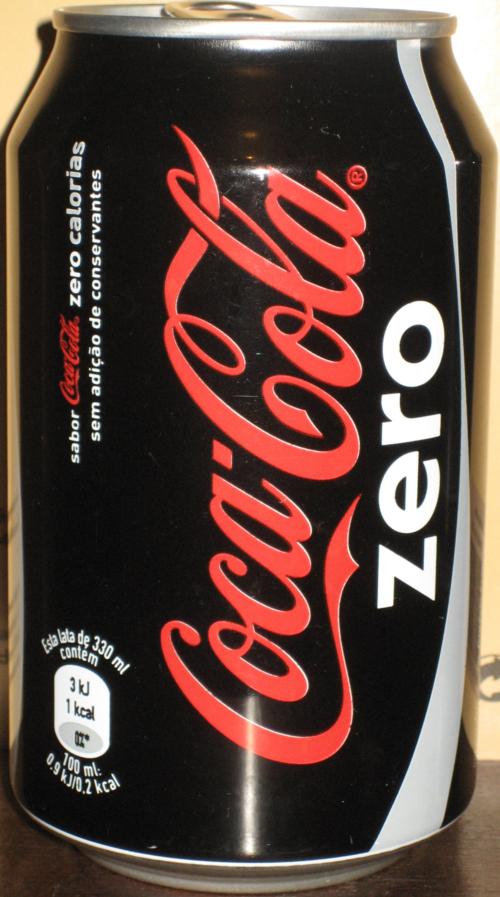 sabor Coca-Cola. zero calorias
sem adição de conservantes
Coca-Cola®
zero
Esta lata de 330 ml
contém
3 kJ
1 kcal
0%*
100 ml:
0.9 kJ/0.2 kcal